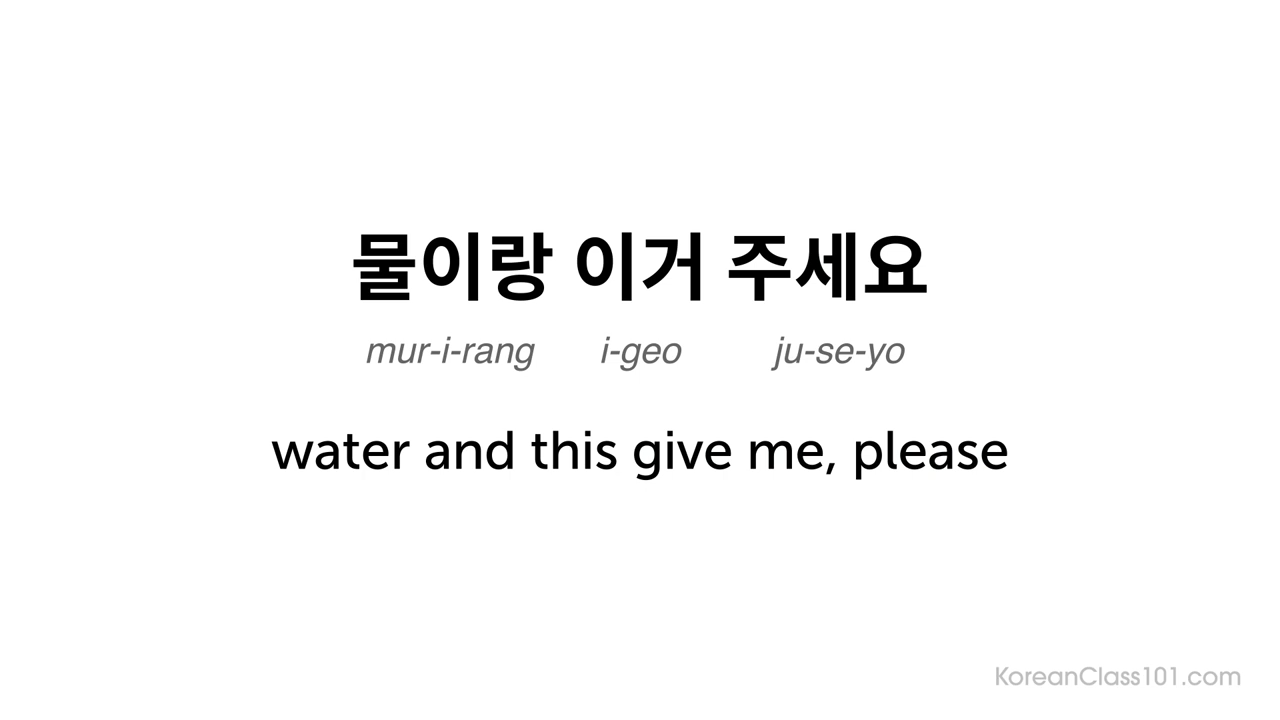 물이랑 이거 주세요
mur-i-rang i-geo ju-se-yo
water and this give me, please
KoreanClass101.com